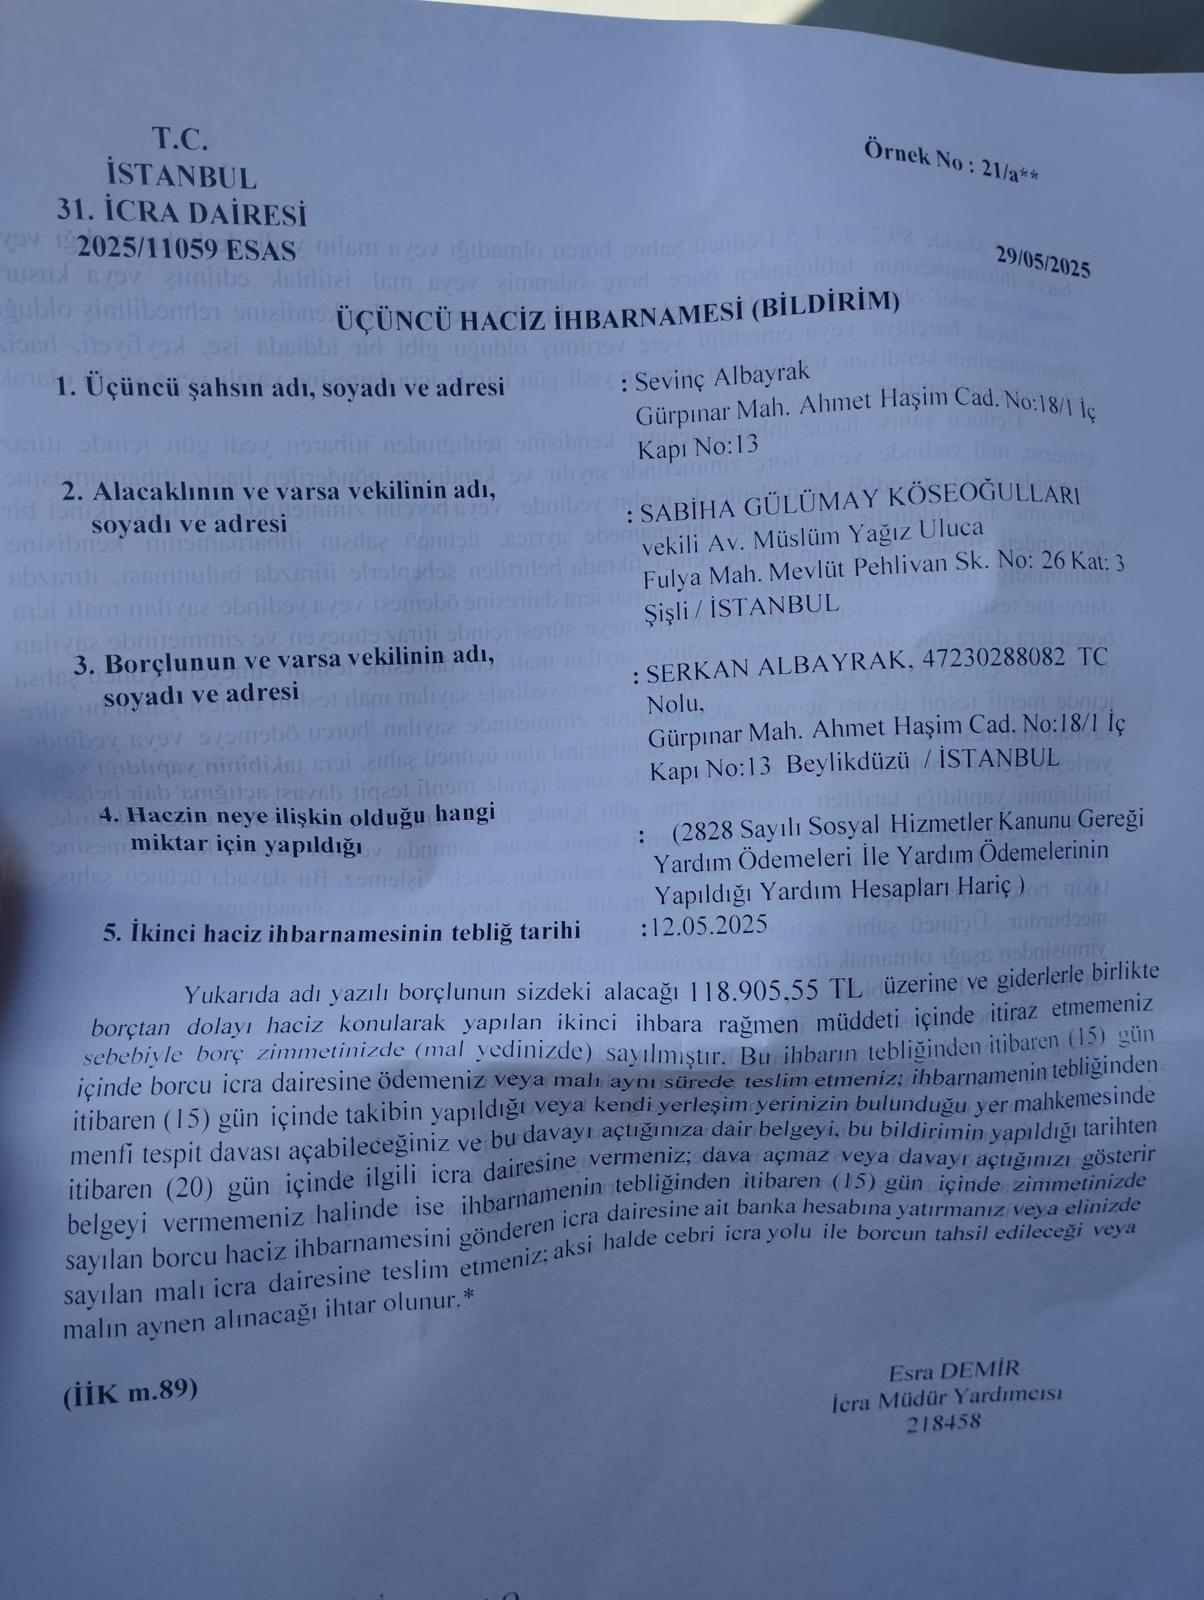 T.C.
İSTANBUL
31. İCRA DAİRESİ
2025/11059 ESAS
Örnek No : 21/a**
29/05/2025
ÜÇÜNCÜ HACİZ İHBARNAMESİ (BİLDİRİM)
1. Üçüncü şahsın adı, soyadı ve adresi : Sevinç Albayrak
Gürpınar Mah. Ahmet Haşim Cad. No:18/1 İç
Kapı No:13
2. Alacaklının ve varsa vekilinin adı,
soyadı ve adresi : SABİHA GÜLÜMAY KÖSEOĞULLARI
vekili Av. Müslüm Yağız Uluca
Fulya Mah. Mevlüt Pehlivan Sk. No: 26 Kat: 3
Şişli / İSTANBUL
3. Borçlunun ve varsa vekilinin adı,
soyadı ve adresi : SERKAN ALBAYRAK, 47230288082 TC
Nolu,
Gürpınar Mah. Ahmet Haşim Cad. No:18/1 İç
Kapı No:13 Beylikdüzü / İSTANBUL
4. Haczin neye ilişkin olduğu hangi
miktar için yapıldığı : (2828 Sayılı Sosyal Hizmetler Kanunu Gereği
Yardım Ödemeleri İle Yardım Ödemelerinin
Yapıldığı Yardım Hesapları Hariç )
5. İkinci haciz ihbarnamesinin tebliğ tarihi :12.05.2025
Yukarıda adı yazılı borçlunun sizdeki alacağı 118.905,55 TL üzerine ve giderlerle birlikte
borçtan dolayı haciz konularak yapılan ikinci ihbara rağmen müddeti içinde itiraz etmemeniz
sebebiyle borç zimmetinizde (mal yedinizde) sayılmıştır. Bu ihbarın tebliğinden itibaren (15) gün
içinde borcu icra dairesine ödemeniz veya malı aynı sürede teslim etmeniz; ihbarnamenin tebliğinden
itibaren (15) gün içinde takibin yapıldığı veya kendi yerleşim yerinizin bulunduğu yer mahkemesinde
menfi tespit davası açabileceğiniz ve bu davayı açtığınıza dair belgeyi, bu bildirimin yapıldığı tarihten
itibaren (20) gün içinde ilgili icra dairesine vermeniz; dava açmaz veya davayı açtığınızı gösterir
belgeyi vermemeniz halinde ise ihbarnamenin tebliğinden itibaren (15) gün içinde zimmetinizde
sayılan borcu haciz ihbarnamesini gönderen icra dairesine ait banka hesabına yatırmanız veya elinizde
sayılan malı icra dairesine teslim etmeniz; aksi halde cebri icra yolu ile borcun tahsil edileceği veya
malın aynen alınacağı ihtar olunur.*
(İİK m.89)
Esra DEMİR
İcra Müdür Yardımcısı
218458